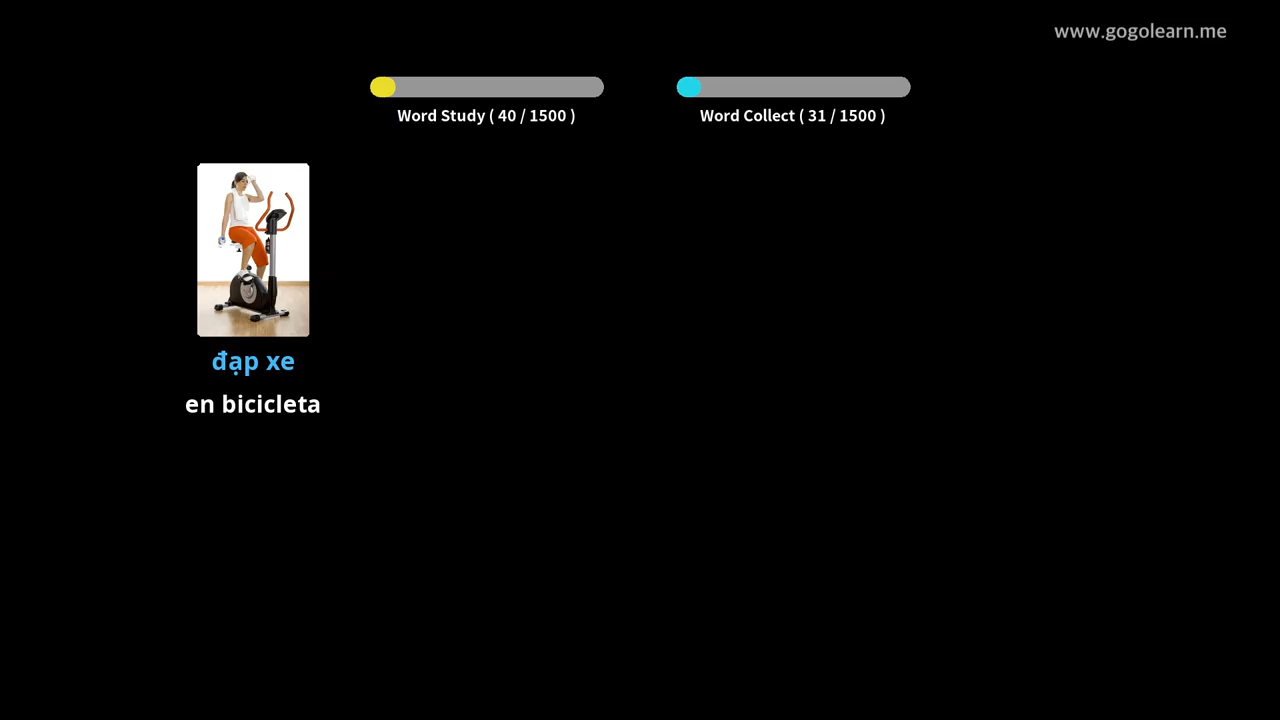 www.gogolearn.me
Word Study ( 40 / 1500 )
Word Collect ( 31 / 1500 )
đạp xe
en bicicleta